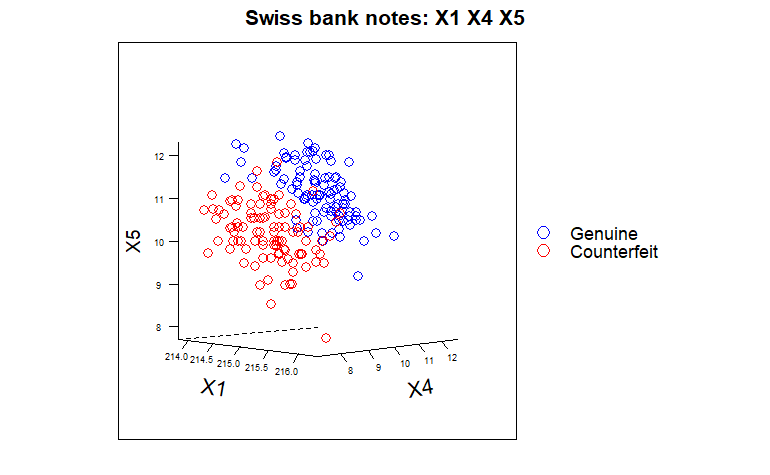 Swiss bank notes: X1 X4 X5
12
11
10
9
8
X5
214.0 214.5 215.0 215.5 216.0
X1
8 9 10 11 12
X4
Genuine
Counterfeit